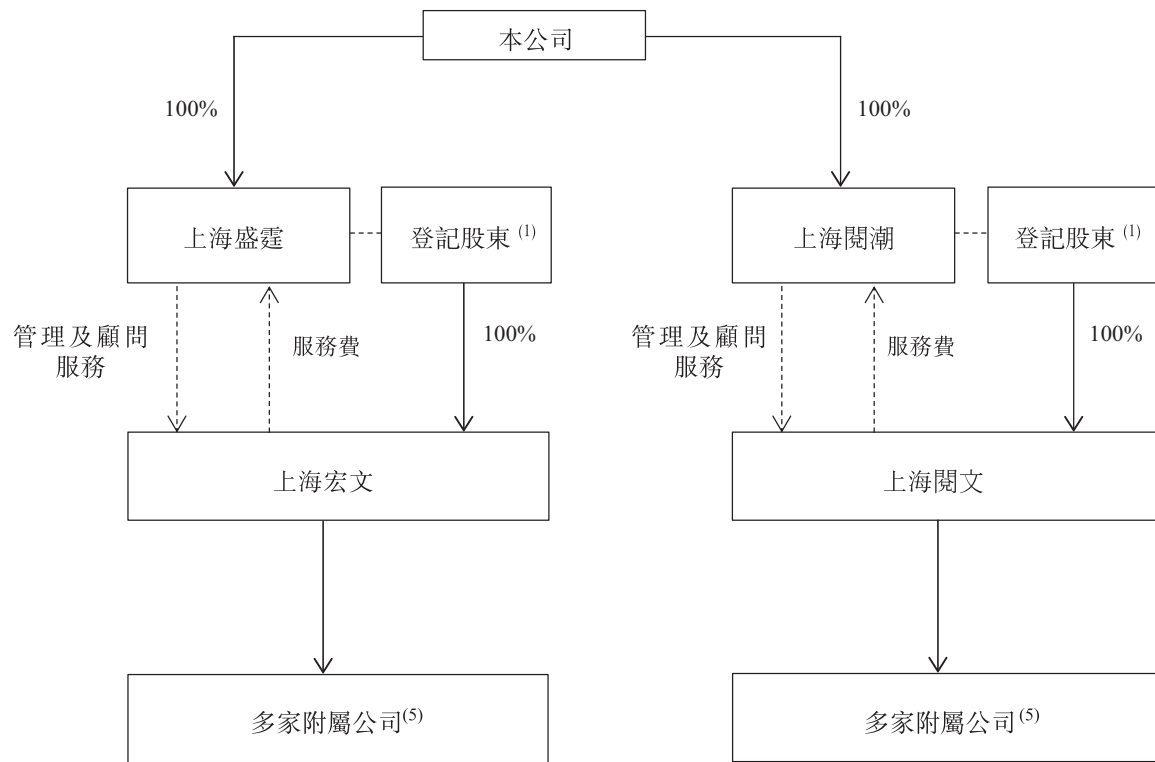 本公司
100%
100%
上海盛霆
登記股東 (1)
上海閱潮
登記股東 (1)
管理及顧問
服務
服務費
100%
管理及顧問
服務
服務費
100%
上海宏文
上海閱文
多家附屬公司(5)
多家附屬公司(5)